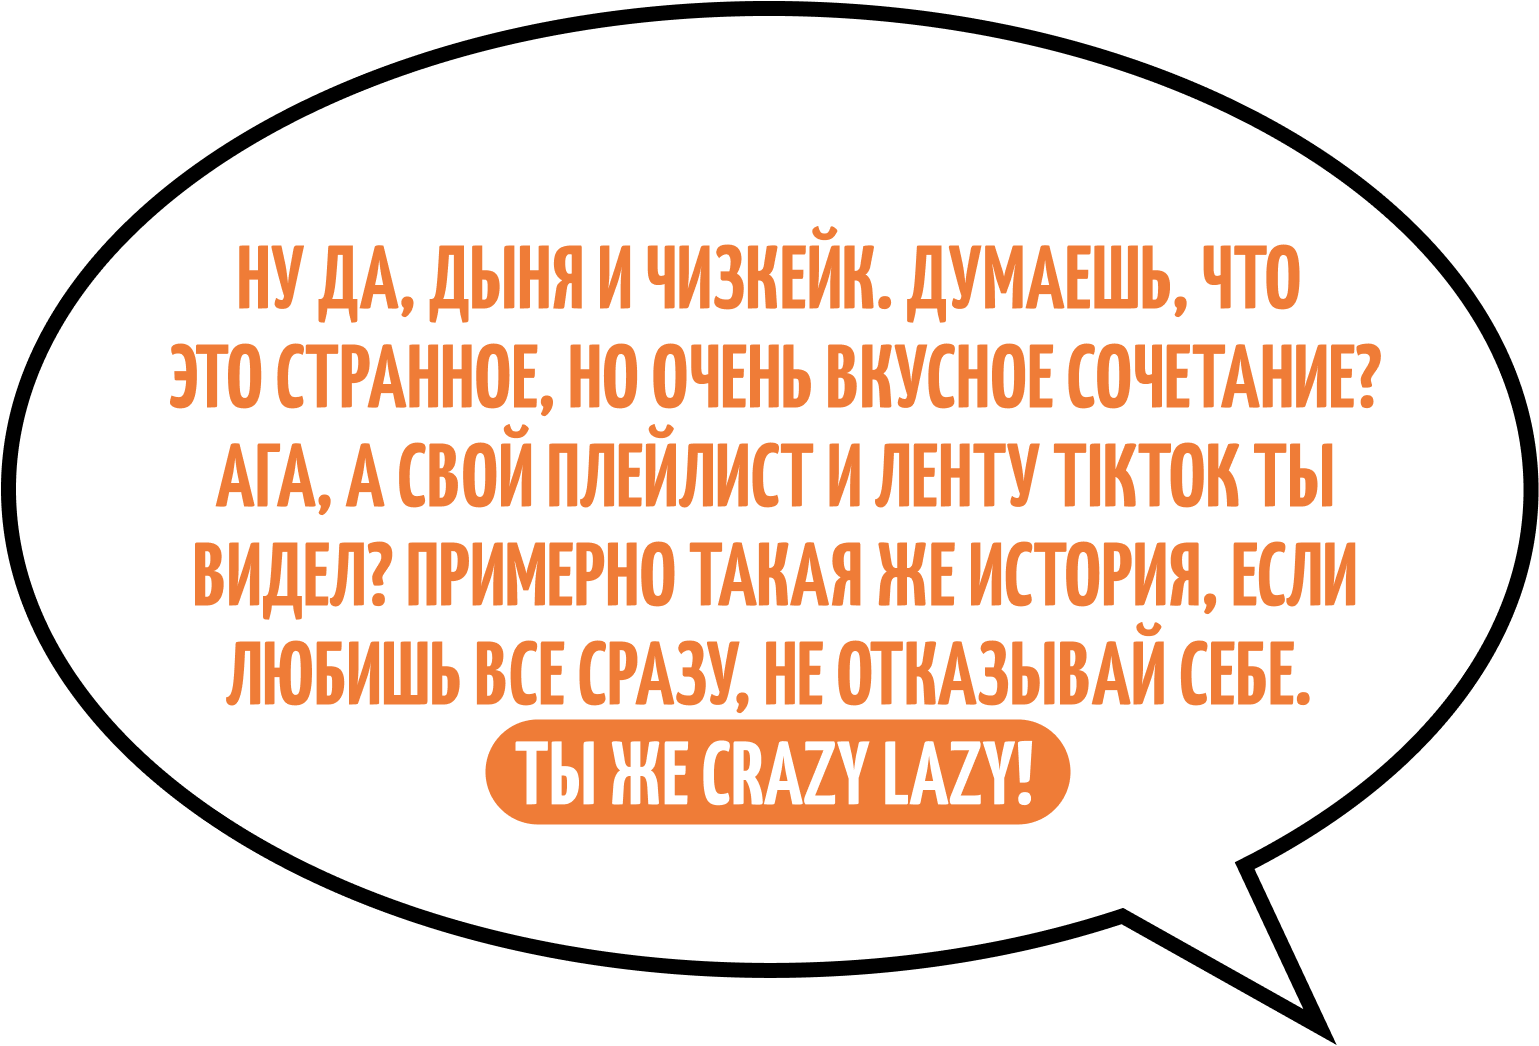 НУ ДА, ДЫНЯ И ЧИЗКЕЙК. ДУМАЕШЬ, ЧТО
ЭТО СТРАННОЕ, НО ОЧЕНЬ ВКУСНОЕ СОЧЕТАНИЕ?
АГА, А СВОЙ ПЛЕЙЛИСТ И ЛЕНТУ TIKTOK ТЫ
ВИДЕЛ? ПРИМЕРНО ТАКАЯ ЖЕ ИСТОРИЯ, ЕСЛИ
ЛЮБИШЬ ВСЕ СРАЗУ, НЕ ОТКАЗЫВАЙ СЕБЕ.
ТЫ ЖЕ CRAZY LAZY!